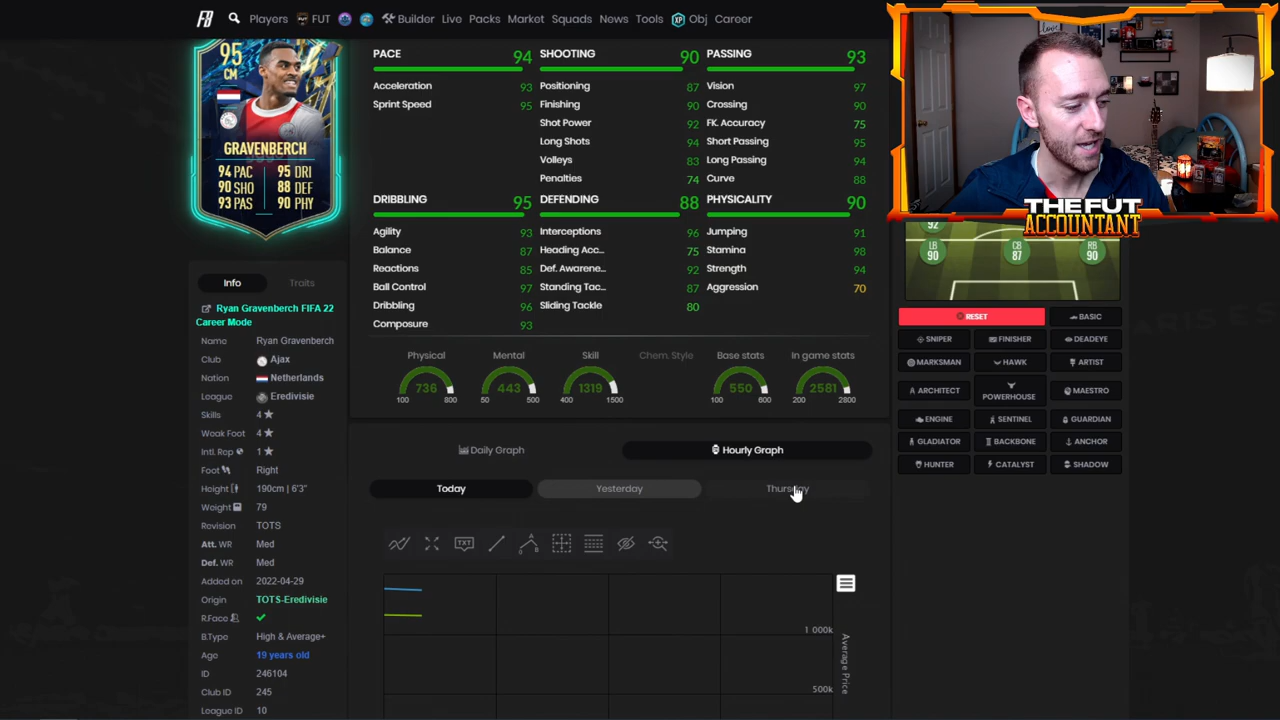 FB Players FUT Builder Live Packs Market Squads News Tools XP Obj Career
95
CM
GRAVENBERCH
94 PAC 95 DRI
90 SHO 88 DEF
93 PAS 90 PHY
PACE 94
Acceleration 93
Sprint Speed 95
SHOOTING 90
Positioning 87
Finishing 90
Shot Power 92
Long Shots 94
Volleys 83
Penalties 74
PASSING 93
Vision 97
Crossing 90
FK. Accuracy 75
Short Passing 95
Long Passing 94
Curve 88
DRIBBLING 95
Agility 93
Balance 87
Reactions 85
Ball Control 97
Dribbling 96
Composure 93
DEFENDING 88
Interceptions 96
Heading Acc... 75
Def. Awarene... 92
Standing Tac... 87
Sliding Tackle 80
PHYSICALITY 90
Jumping 91
Stamina 98
Strength 94
Aggression 70
THE FUT
ACCOUNTANT
92
LB
90
CB
87
RB
90
RESET BASIC
SNIPER FINISHER DEADEYE
MARKSMAN HAWK ARTIST
ARCHITECT POWERHOUSE MAESTRO
ENGINE SENTINEL GUARDIAN
GLADIATOR BACKBONE ANCHOR
HUNTER CATALYST SHADOW
Info Traits
Ryan Gravenberch FIFA 22
Career Mode
Name Ryan Gravenberch
Club Ajax
Nation Netherlands
League Eredivisie
Skills 4★
Weak Foot 4★
Intl. Rep 1★
Foot Right
Height 190cm | 6'3"
Weight 79
Revision TOTS
Att. WR Med
Def. WR Med
Added on 2022-04-29
Origin TOTS-Eredivisie
R.Face
B.Type High & Average+
Age 19 years old
ID 246104
Club ID 245
League ID 10
Physical Mental Skill Chem. Style Base stats In game stats
736 443 1319 550 2581
100 800 50 500 400 1500 100 600 200 2800
Daily Graph Hourly Graph
Today Yesterday Thursday
TXT
1 000k
500k
Average Price